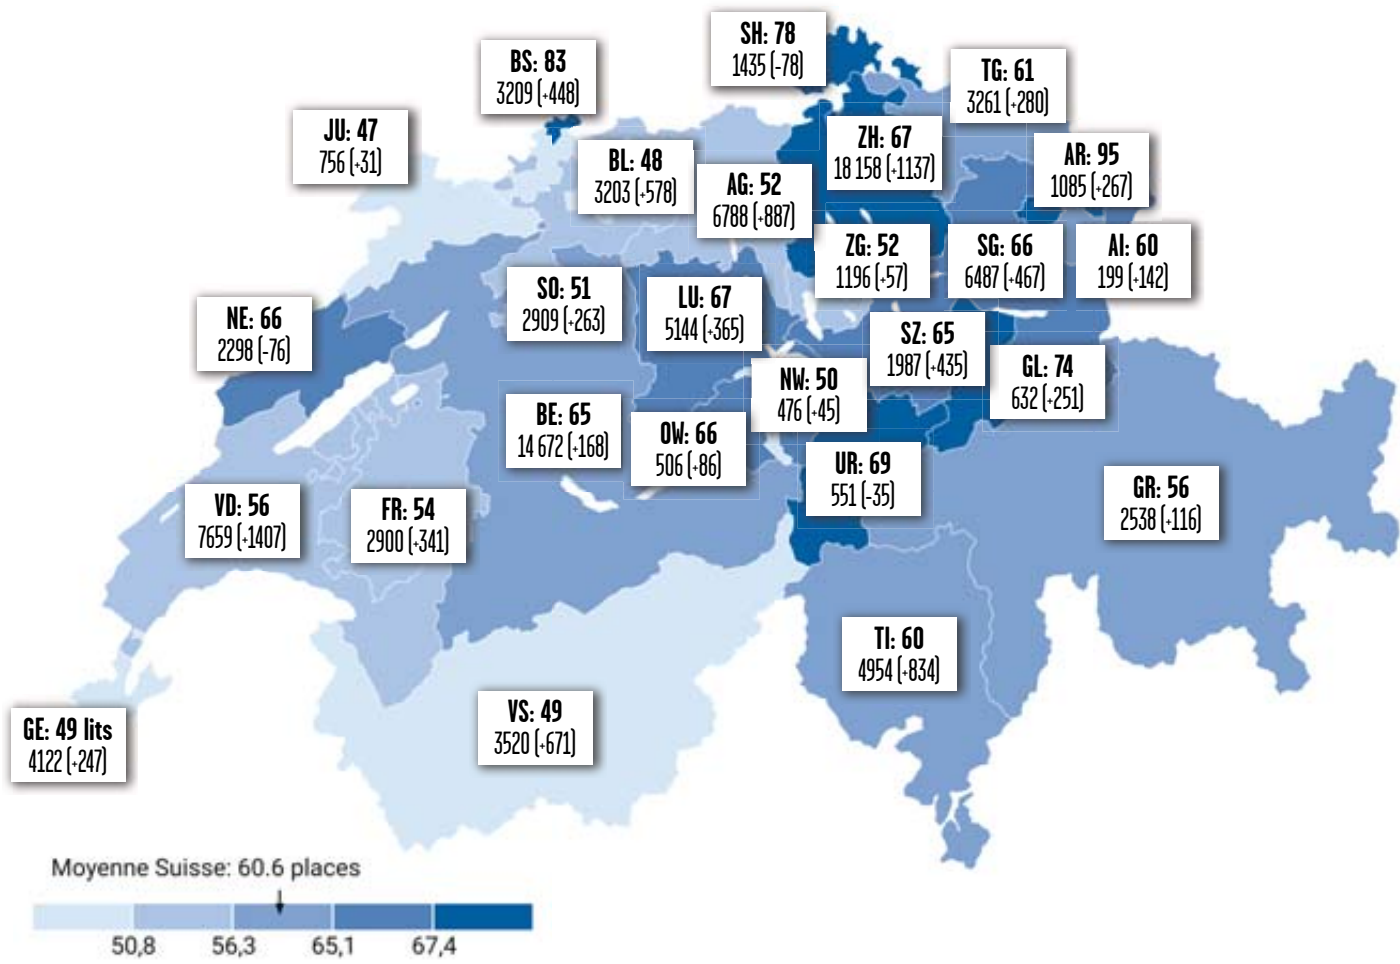 SH: 78
1435 (-78)
BS: 83
3209 (+448)
TG: 61
3261 (+280)
JU: 47
756 (+31)
ZH: 67
18 158 (+1137)
AR: 95
1085 (+267)
BL: 48
3203 (+578)
AG: 52
6788 (+887)
ZG: 52
1196 (+57)
SG: 66
6487 (+467)
AI: 60
199 (+142)
SO: 51
2909 (+263)
LU: 67
5144 (+365)
NE: 66
2298 (-76)
SZ: 65
1987 (+435)
GL: 74
632 (+251)
NW: 50
476 (+45)
BE: 65
14 672 (+168)
OW: 66
506 (+86)
UR: 69
551 (-35)
GR: 56
2538 (+116)
VD: 56
7659 (+1407)
FR: 54
2900 (+341)
TI: 60
4954 (+834)
VS: 49
3520 (+671)
GE: 49 lits
4122 (+247)
Moyenne Suisse: 60.6 places
50,8 56,3 65,1 67,4